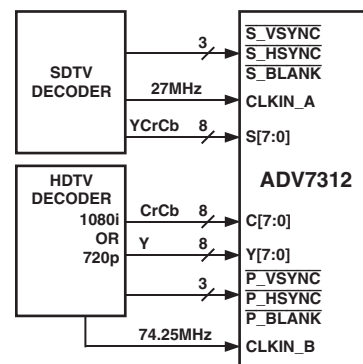 SDTV
DECODER
3
S_VSYNC
S_HSYNC
S_BLANK
27MHz
CLKIN_A
YCrCb 8
S[7:0]
ADV7312
HDTV
DECODER
1080i
OR
720p
CrCb 8
C[7:0]
Y 8
Y[7:0]
3
P_VSYNC
P_HSYNC
P_BLANK
74.25MHz
CLKIN_B